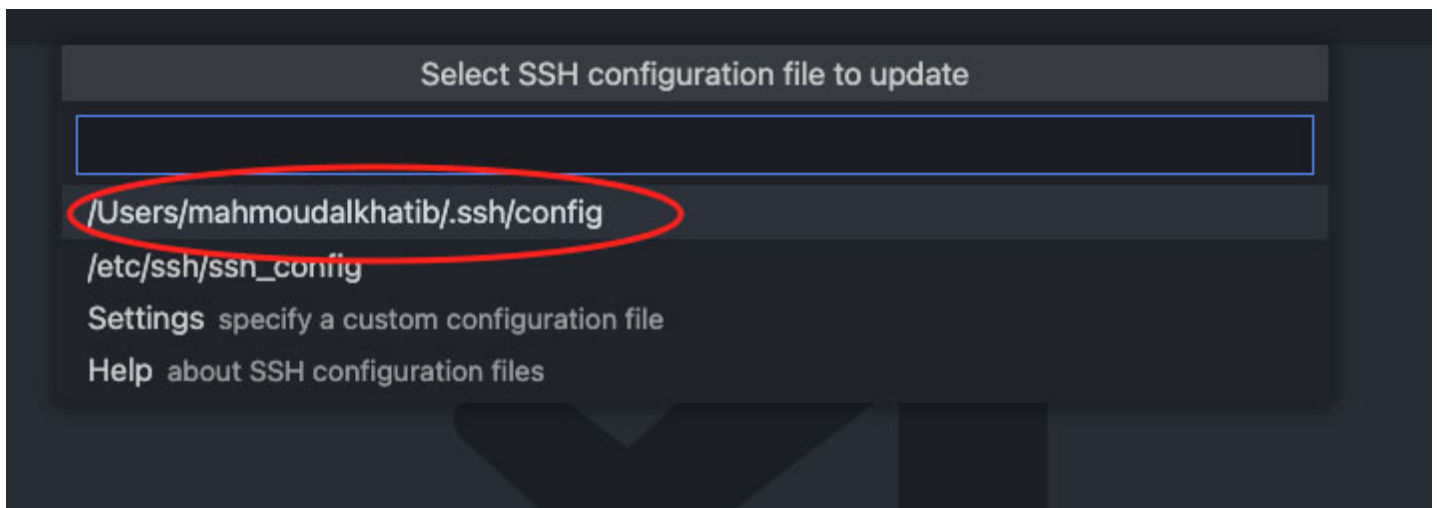 Select SSH configuration file to update
/Users/mahmoudalkhatib/.ssh/config
/etc/ssh/ssh_config
Settings specify a custom configuration file
Help about SSH configuration files